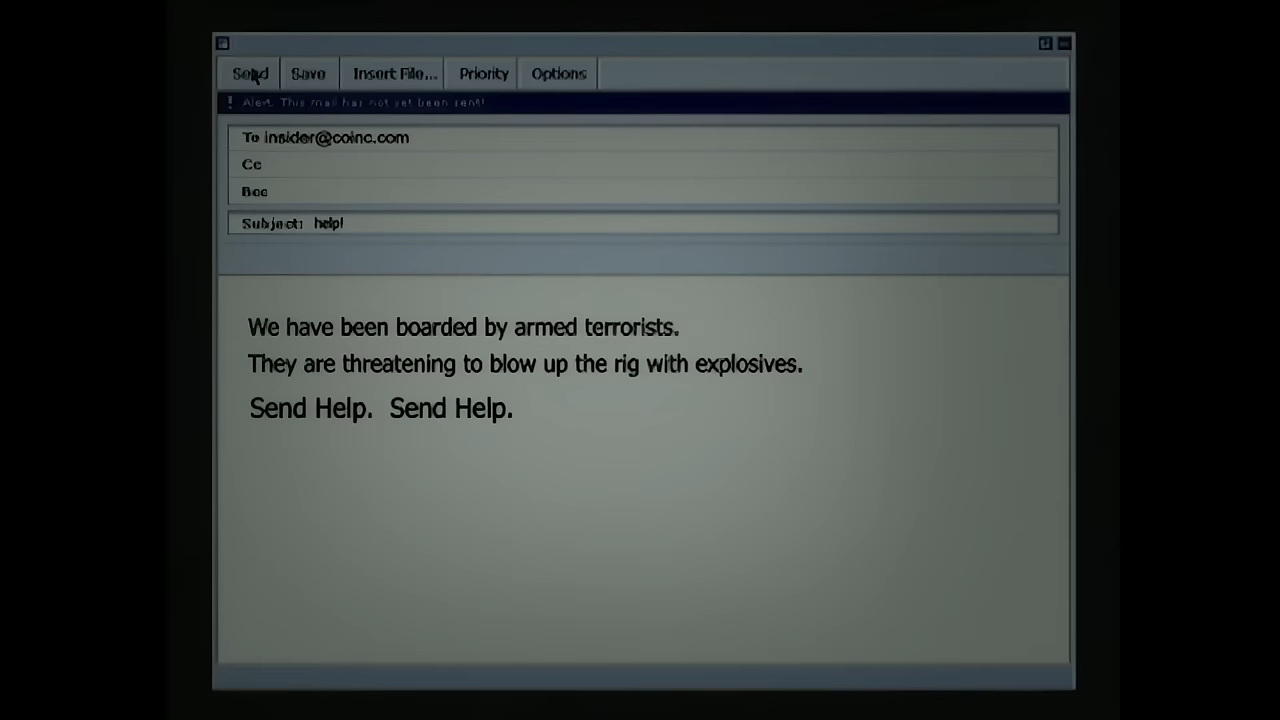 Send Save Insert File... Priority Options
! Alert: This mail has not yet been sent!
To insider@coinc.com
Cc
Bcc
Subject: help!
We have been boarded by armed terrorists.
They are threatening to blow up the rig with explosives.
Send Help. Send Help.